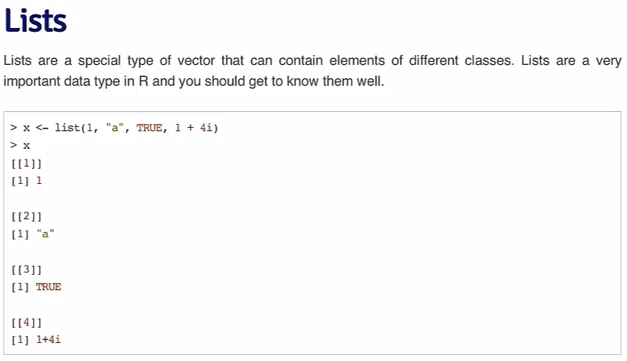 Lists
Lists are a special type of vector that can contain elements of different classes. Lists are a very
important data type in R and you should get to know them well.
> x <- list(1, "a", TRUE, 1 + 4i)
> x
[[1]]
[1] 1
[[2]]
[1] "a"
[[3]]
[1] TRUE
[[4]]
[1] 1+4i